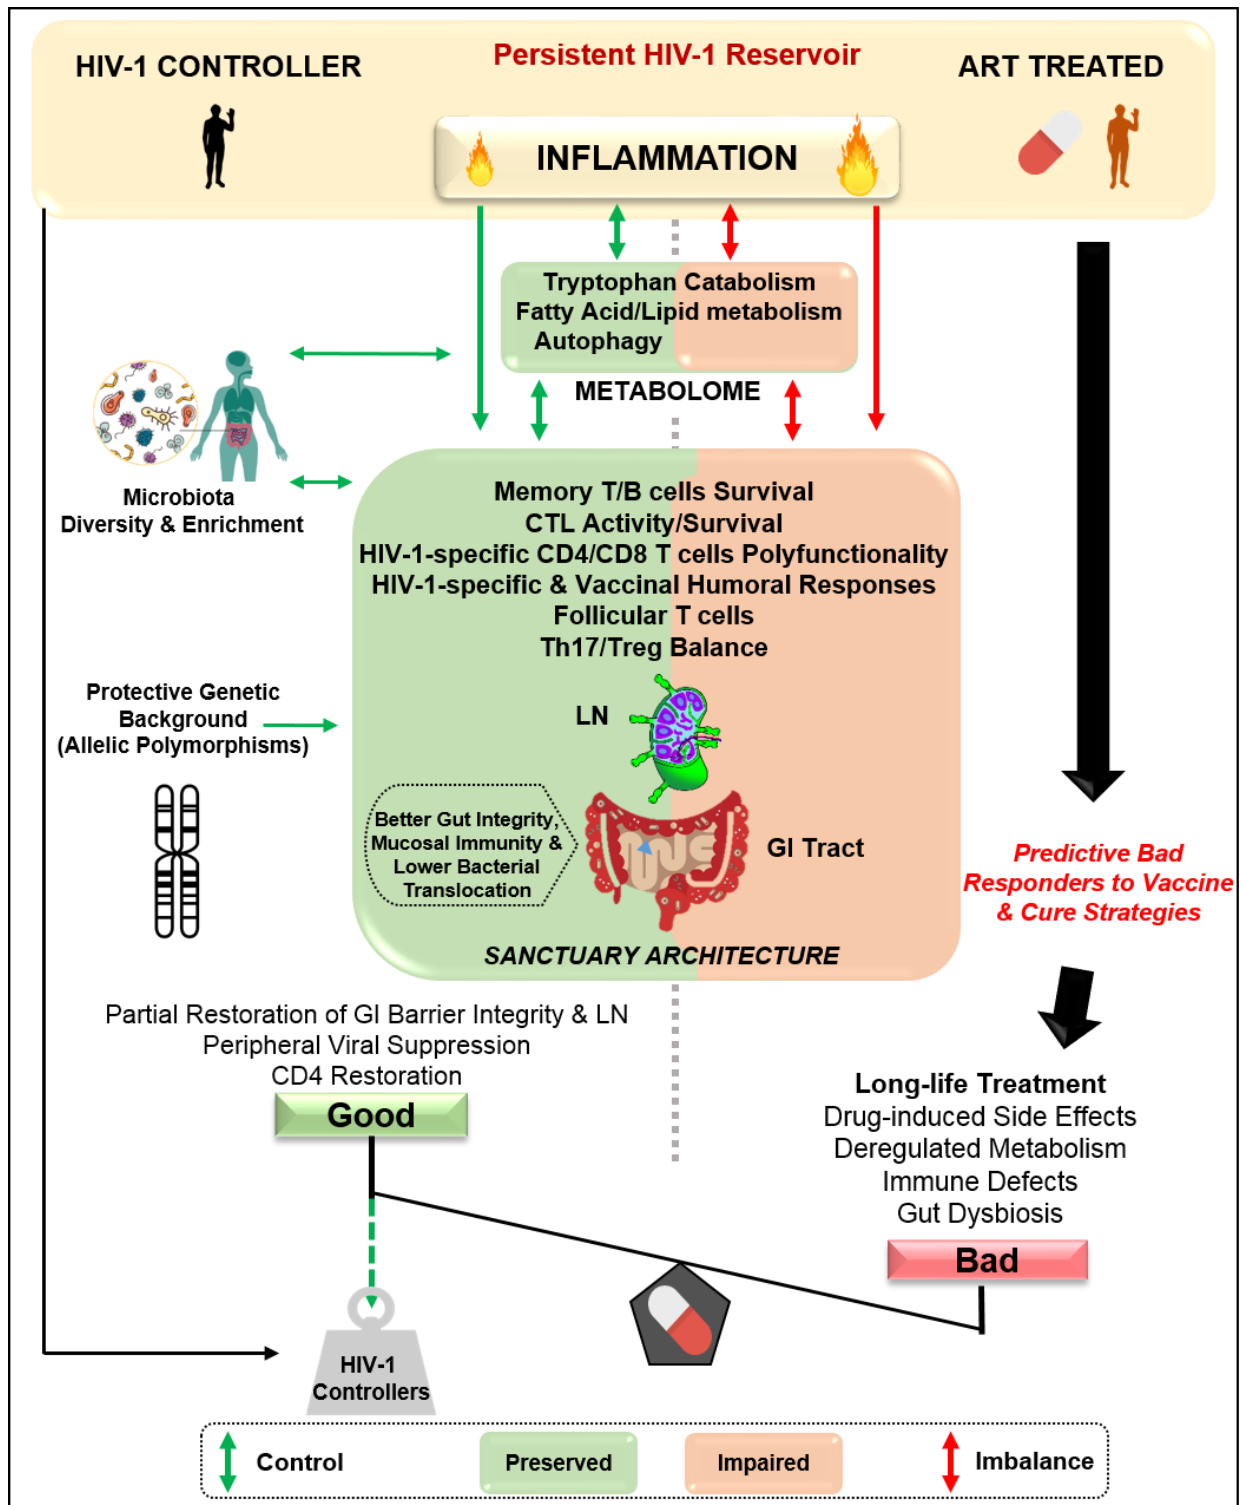 HIV-1 CONTROLLER
Persistent HIV-1 Reservoir
ART TREATED
INFLAMMATION
Tryptophan Catabolism
Fatty Acid/Lipid metabolism
Autophagy
METABOLOME
Microbiota
Diversity & Enrichment
Memory T/B cells Survival
CTL Activity/Survival
HIV-1-specific CD4/CD8 T cells Polyfunctionality
HIV-1-specific & Vaccinal Humoral Responses
Follicular T cells
Th17/Treg Balance
Protective Genetic
Background
(Allelic Polymorphisms)
LN
Better Gut Integrity,
Mucosal Immunity &
Lower Bacterial
Translocation
GI Tract
SANCTUARY ARCHITECTURE
Predictive Bad
Responders to Vaccine
& Cure Strategies
Partial Restoration of GI Barrier Integrity & LN
Peripheral Viral Suppression
CD4 Restoration
Good
Long-life Treatment
Drug-induced Side Effects
Deregulated Metabolism
Immune Defects
Gut Dysbiosis
Bad
HIV-1
Controllers
Control
Preserved
Impaired
Imbalance